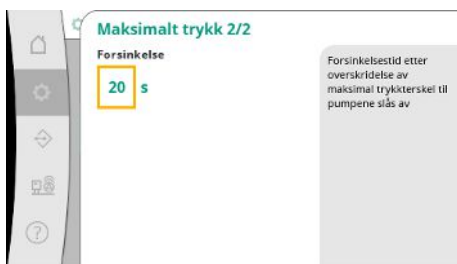 Maksimalt trykk 2/2
Forsinkelse
20 s
Forsinkelsestid etter
overskridelse av
maksimal trykkterskel til
pumpene slås av